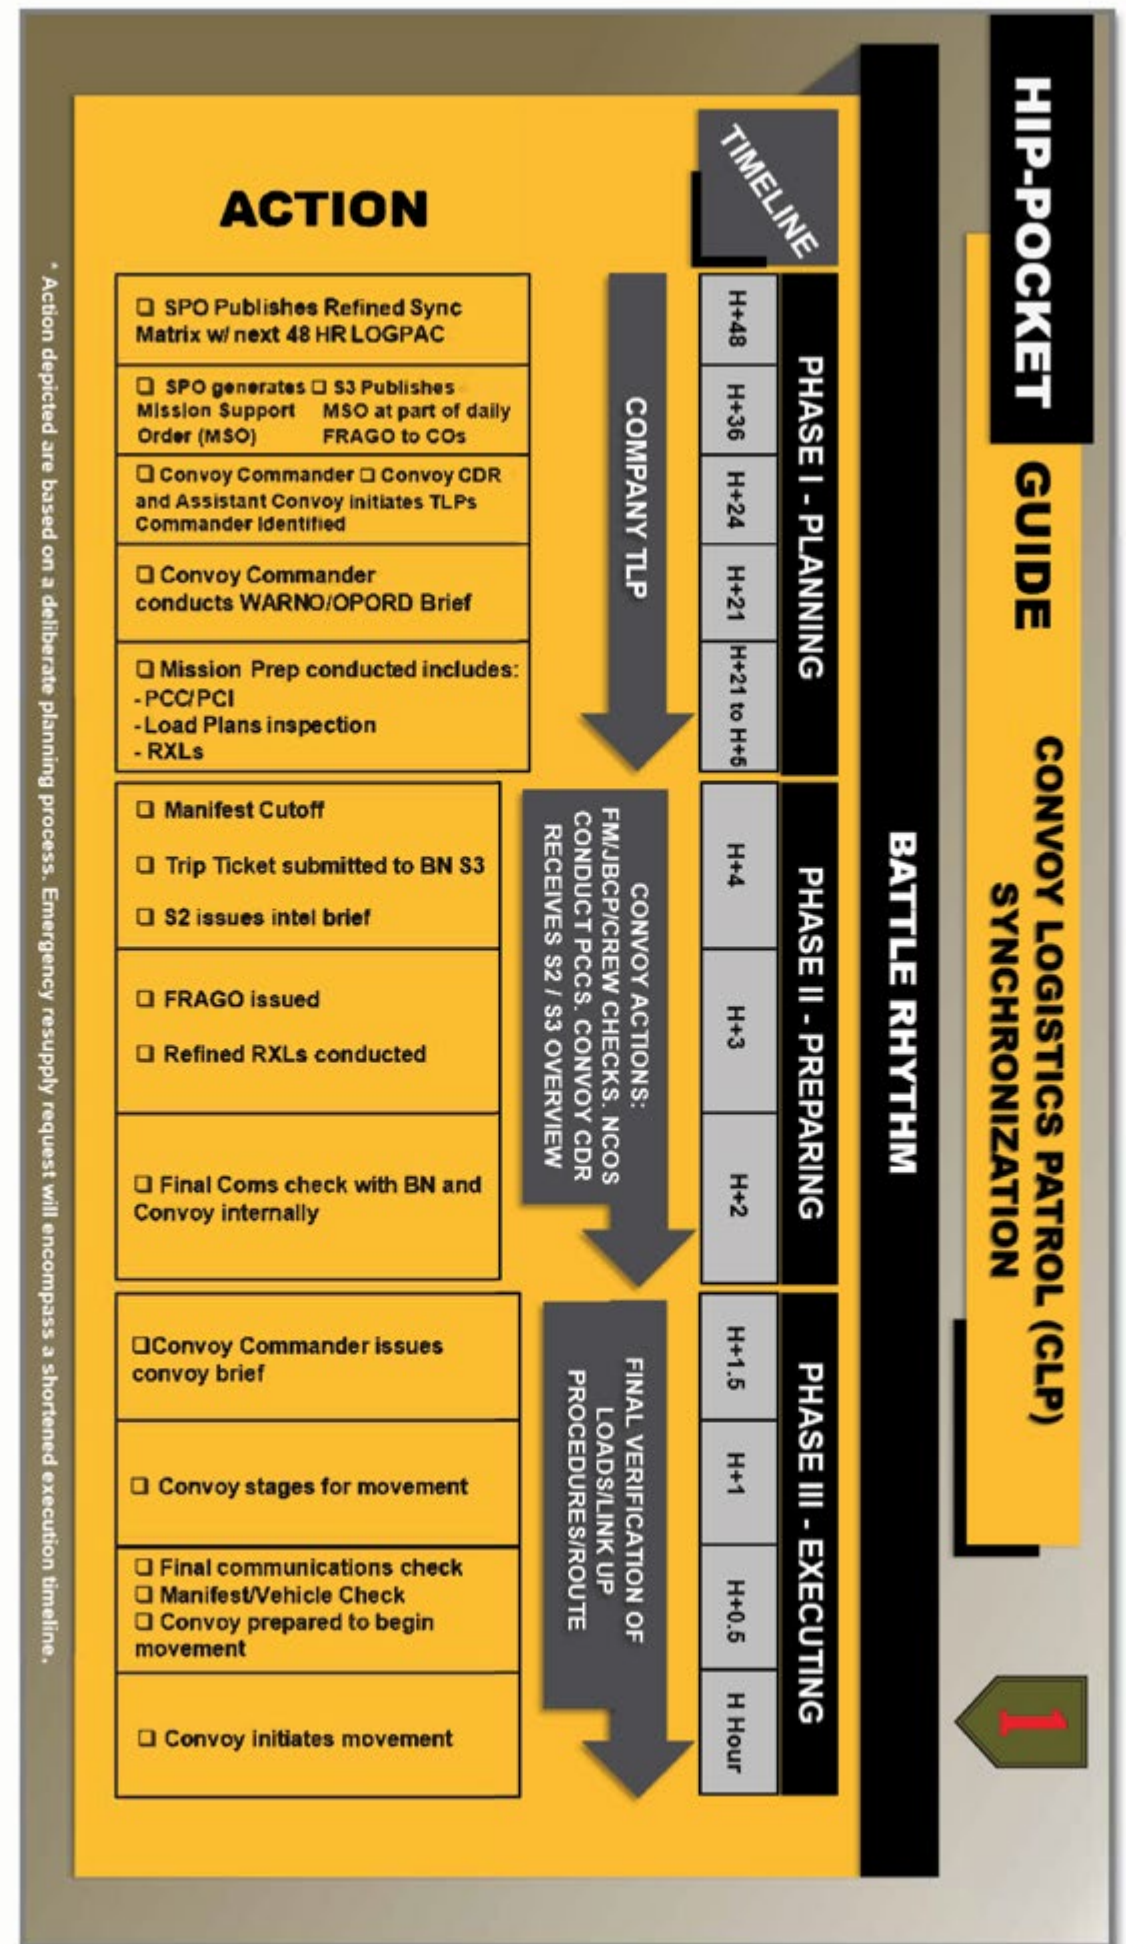 HIP-POCKET GUIDE
CONVOY LOGISTICS PATROL (CLP)
SYNCHRONIZATION
1
BATTLE RHYTHM
TIMELINE
PHASE I - PLANNING
H+48
H+36
H+24
H+21
H+21 to H+5
PHASE II - PREPARING
H+4
H+3
H+2
PHASE III - EXECUTING
H+1.5
H+1
H+0.5
H Hour
COMPANY TLP
CONVOY ACTIONS:
FM/JBCP/CREW CHECKS. NCOS
CONDUCT PCCS. CONVOY CDR
RECEIVES S2 / S3 OVERVIEW
FINAL VERIFICATION OF
LOADS/LINK UP
PROCEDURES/ROUTE
ACTION
❑ SPO Publishes Refined Sync
Matrix w/ next 48 HR LOGPAC
❑ SPO generates
Mission Support
Order (MSO)
❑ S3 Publishes
MSO at part of daily
FRAGO to COs
❑ Convoy Commander
and Assistant Convoy
Commander Identified
❑ Convoy CDR
initiates TLPs
❑ Convoy Commander
conducts WARNO/OPORD Brief
❑ Mission Prep conducted includes:
- PCC/PCI
- Load Plans inspection
- RXLs
❑ Manifest Cutoff
❑ Trip Ticket submitted to BN S3
❑ S2 issues intel brief
❑ FRAGO issued
❑ Refined RXLs conducted
❑ Final Coms check with BN and
Convoy internally
❑Convoy Commander issues
convoy brief
❑ Convoy stages for movement
❑ Final communications check
❑ Manifest/Vehicle Check
❑ Convoy prepared to begin
movement
❑ Convoy initiates movement
* Action depicted are based on a deliberate planning process. Emergency resupply request will encompass a shortened execution timeline.